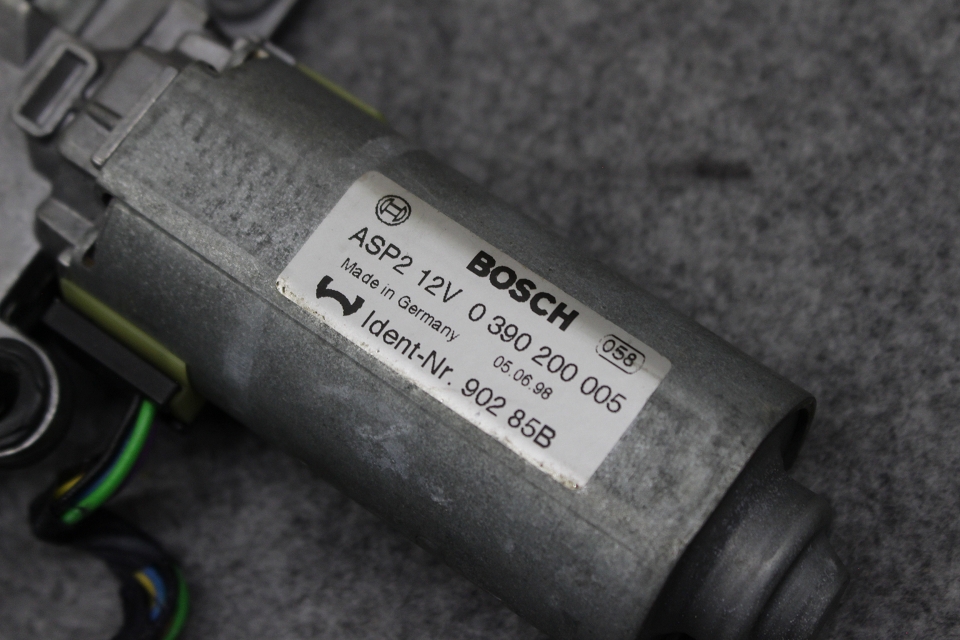 BOSCH
ASP2 12V 0 390 200 005
058
Made in Germany 05.06.98
Ident-Nr. 902 85B